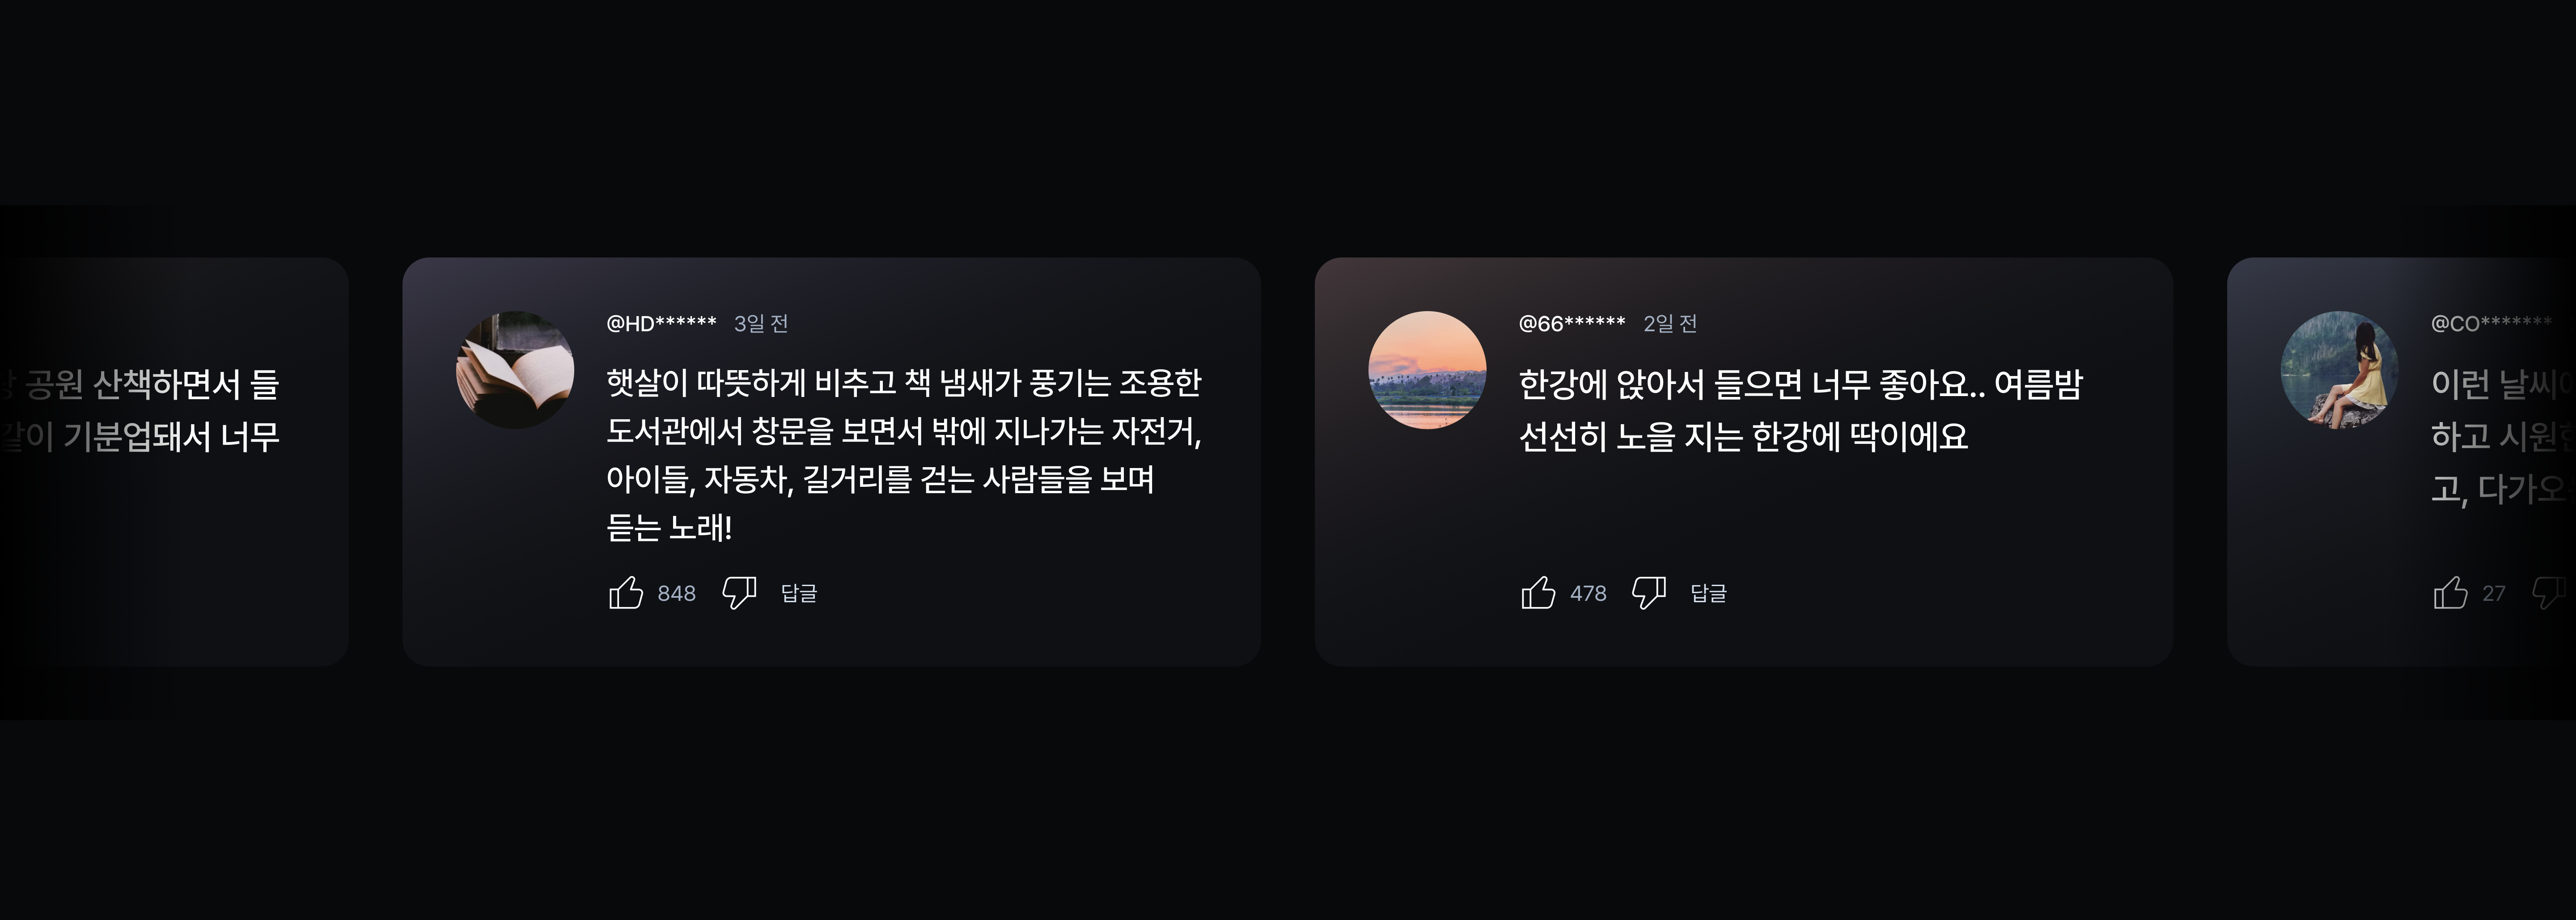 공원 산책하면서 들
같이 기분업돼서 너무
@HD****** 3일 전
햇살이 따뜻하게 비추고 책 냄새가 풍기는 조용한
도서관에서 창문을 보면서 밖에 지나가는 자전거,
아이들, 자동차, 길거리를 걷는 사람들을 보며
듣는 노래!
848 답글
@66****** 2일 전
한강에 앉아서 들으면 너무 좋아요.. 여름밤
선선히 노을 지는 한강에 딱이에요
478 답글
@CO*******
이런 날씨에
하고 시원한
고, 다가오
27